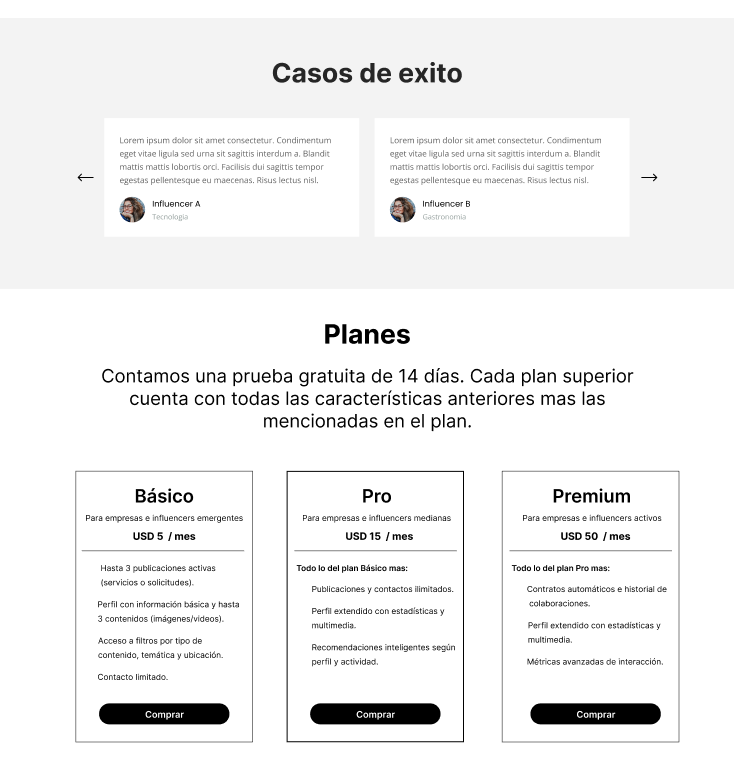 Casos de exito
Lorem ipsum dolor sit amet consectetur. Condimentum
eget vitae ligula sed urna sit sagittis interdum a. Blandit
mattis mattis lobortis orci. Facilisis dui sagittis tempor
egestas pellentesque eu maecenas. Risus lectus nisl.
Influencer A
Tecnologia
Lorem ipsum dolor sit amet consectetur. Condimentum
eget vitae ligula sed urna sit sagittis interdum a. Blandit
mattis mattis lobortis orci. Facilisis dui sagittis tempor
egestas pellentesque eu maecenas. Risus lectus nisl.
Influencer B
Gastronomia
Planes
Contamos una prueba gratuita de 14 días. Cada plan superior
cuenta con todas las características anteriores mas las
mencionadas en el plan.
Básico
Para empresas e influencers emergentes
USD 5 / mes
Hasta 3 publicaciones activas
(servicios o solicitudes).
Perfil con información básica y hasta
3 contenidos (imágenes/videos).
Acceso a filtros por tipo de
contenido, temática y ubicación.
Contacto limitado.
Comprar
Pro
Para empresas e influencers medianas
USD 15 / mes
Todo lo del plan Básico mas:
Publicaciones y contactos ilimitados.
Perfil extendido con estadísticas y
multimedia.
Recomendaciones inteligentes según
perfil y actividad.
Comprar
Premium
Para empresas e influencers activos
USD 50 / mes
Todo lo del plan Pro mas:
Contratos automáticos e historial de
colaboraciones.
Perfil extendido con estadísticas y
multimedia.
Métricas avanzadas de interacción.
Comprar